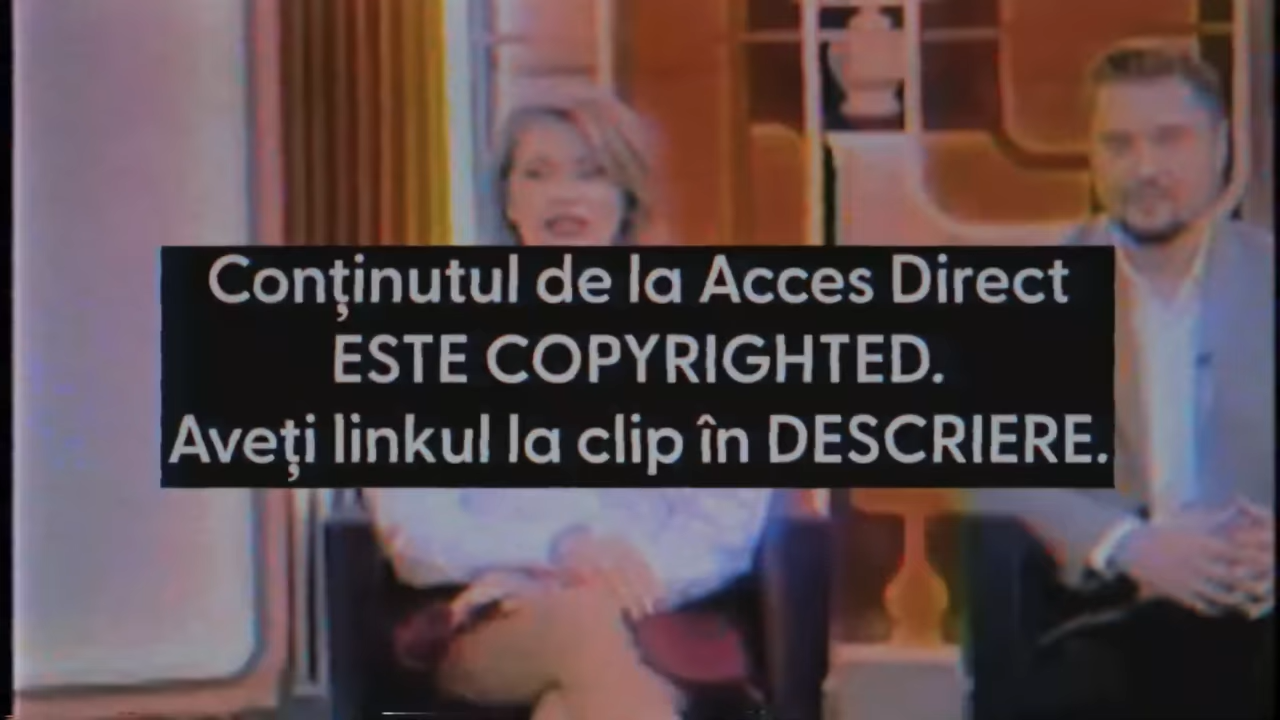 Conținutul de la Acces Direct
ESTE COPYRIGHTED.
Aveți linkul la clip în DESCRIERE.